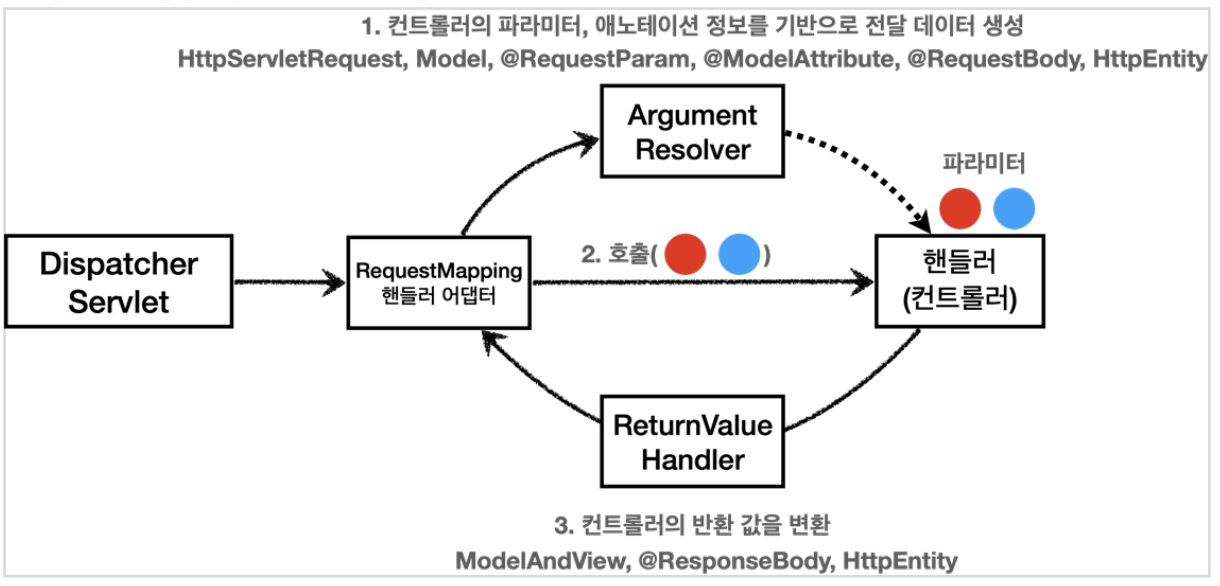 1. 컨트롤러의 파라미터, 애노테이션 정보를 기반으로 전달 데이터 생성
HttpServletRequest, Model, @RequestParam, @ModelAttribute, @RequestBody, HttpEntity
Argument
Resolver
파라미터
Dispatcher
Servlet
RequestMapping
핸들러 어댑터
2. 호출( )
핸들러
(컨트롤러)
ReturnValue
Handler
3. 컨트롤러의 반환 값을 변환
ModelAndView, @ResponseBody, HttpEntity